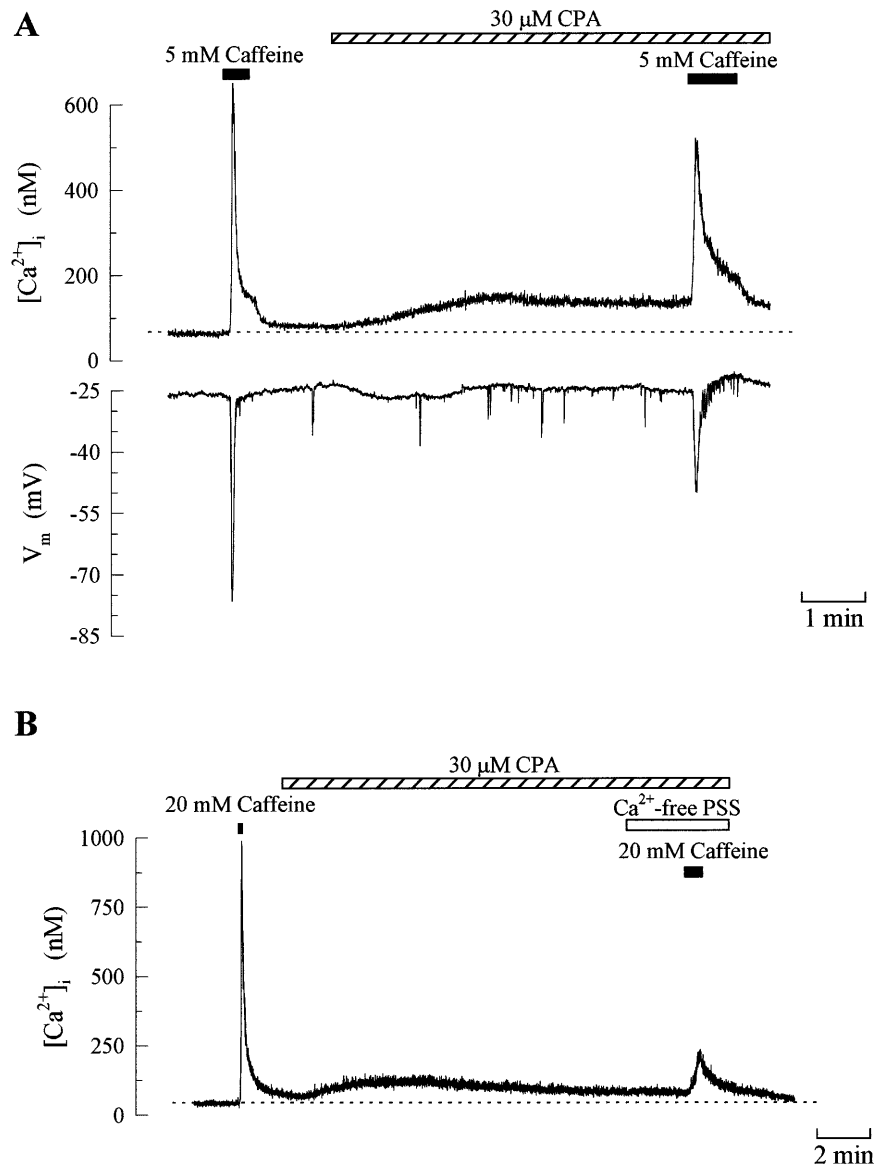 A
30 μM CPA
5 mM Caffeine
5 mM Caffeine
600
400
200
0
[Ca²⁺]ᵢ (nM)
-25
-40
-55
-70
-85
Vₘ (mV)
1 min
B
30 μM CPA
20 mM Caffeine
Ca²⁺-free PSS
20 mM Caffeine
1000
750
500
250
0
[Ca²⁺]ᵢ (nM)
2 min